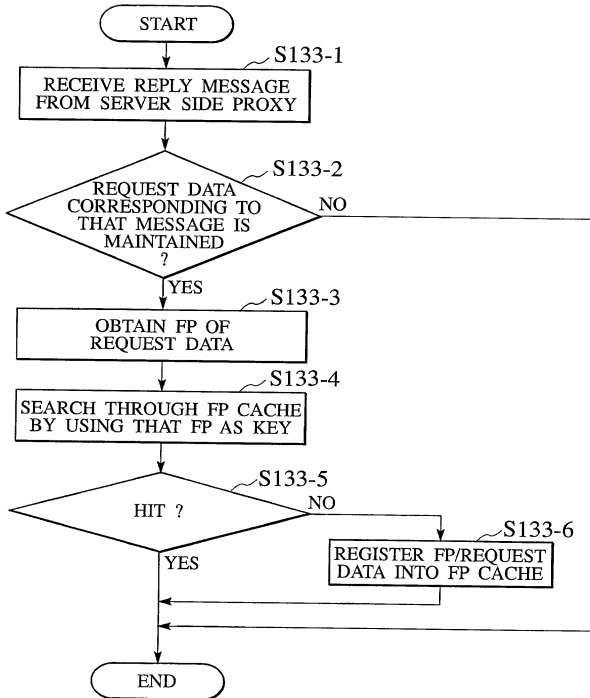 START
S133-1
RECEIVE REPLY MESSAGE
FROM SERVER SIDE PROXY
S133-2
REQUEST DATA
CORRESPONDING TO
THAT MESSAGE IS
MAINTAINED
?
NO
YES
S133-3
OBTAIN FP OF
REQUEST DATA
S133-4
SEARCH THROUGH FP CACHE
BY USING THAT FP AS KEY
S133-5
HIT ?
NO
YES
S133-6
REGISTER FP/REQUEST
DATA INTO FP CACHE
END